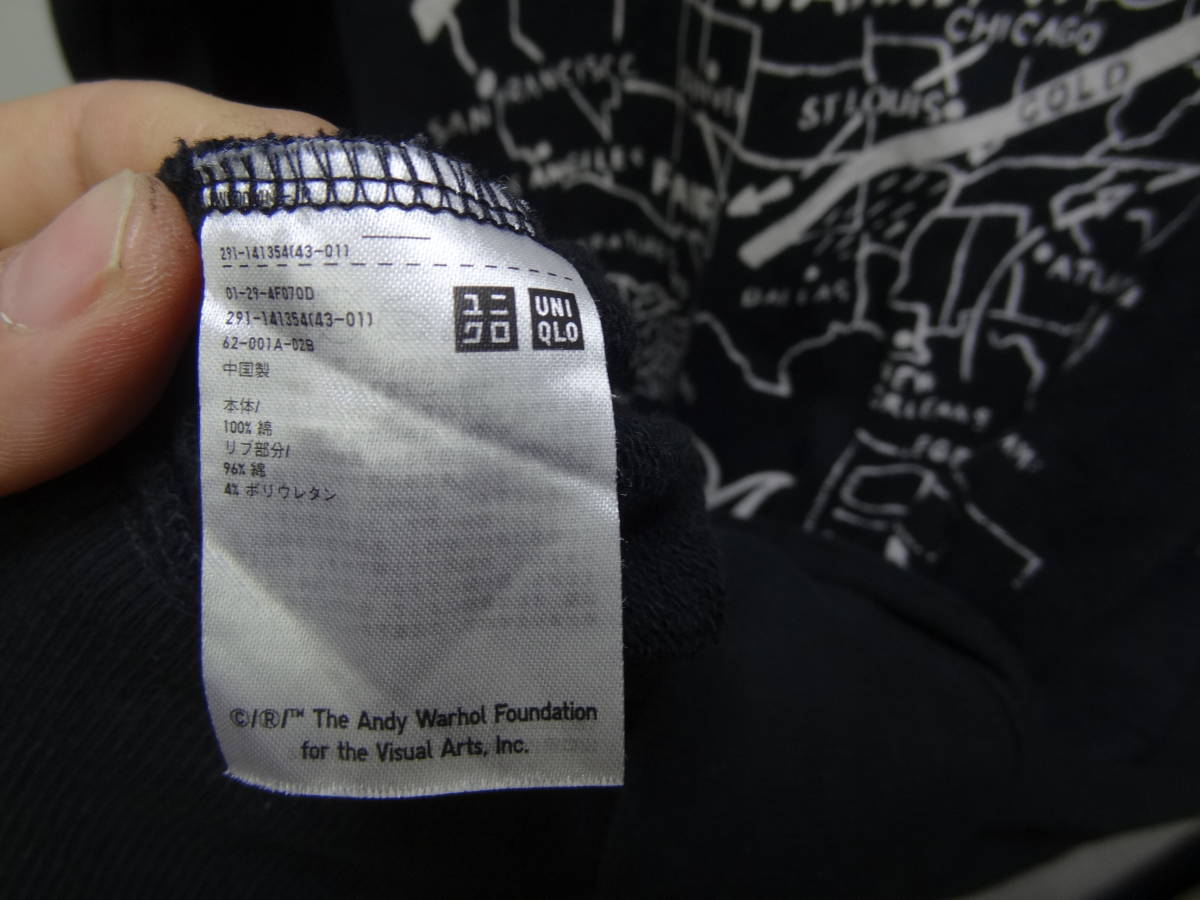 291-141354(43-01)
01-29-4F070D
291-141354(43-01)
62-001A-02B
中国製
ユニ
クロ
UNI
QLO
本体/
100% 綿
リブ部分/
96% 綿
4% ポリウレタン
©/®/™ The Andy Warhol Foundation
for the Visual Arts, Inc.
CHICAGO
SAN FRANCISCO
ST LOUIS
COLD
DALLAS